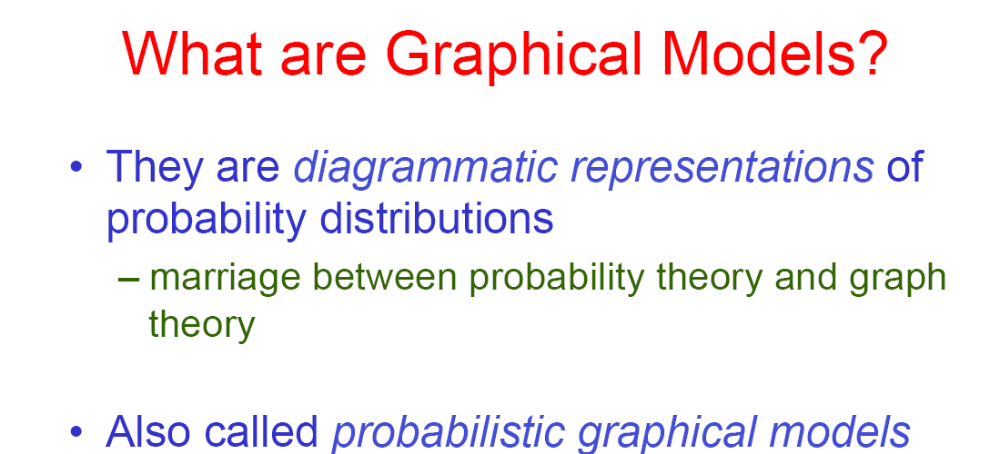 What are Graphical Models?
• They are diagrammatic representations of
probability distributions
– marriage between probability theory and graph
theory
• Also called probabilistic graphical models